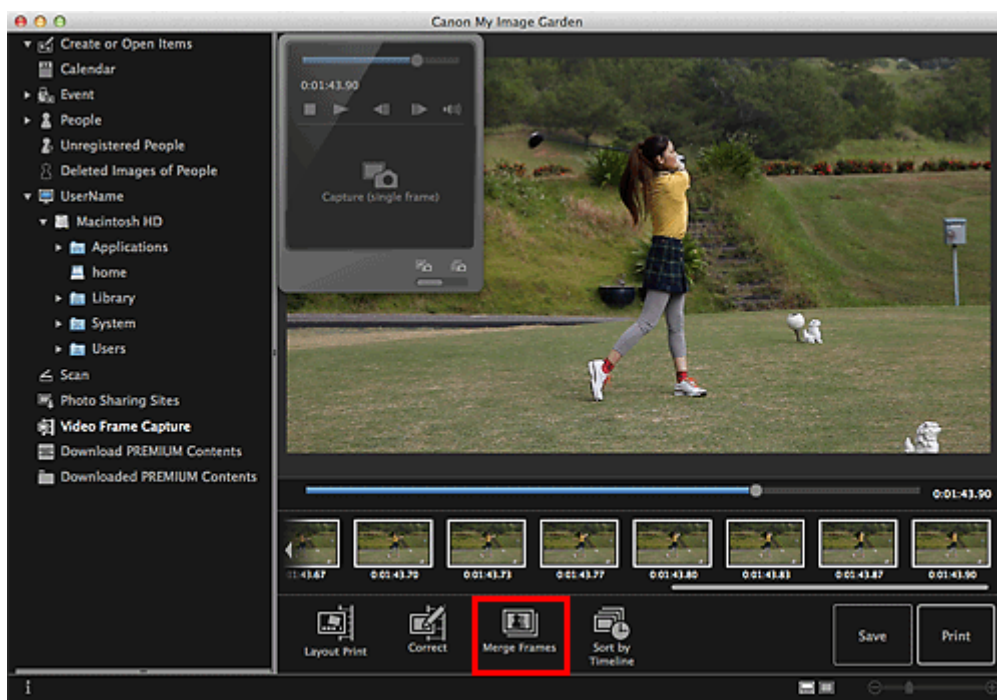 Canon My Image Garden
Create or Open Items
Calendar
Event
People
Unregistered People
Deleted Images of People
UserName
Macintosh HD
Applications
home
Library
System
Users
Scan
Photo Sharing Sites
Video Frame Capture
Download PREMIUM Contents
Downloaded PREMIUM Contents
0:01:43.90
Capture (single frame)
0:01:43.90
:01:43.67
0:01:43.70
0:01:43.73
0:01:43.77
0:01:43.80
0:01:43.83
0:01:43.87
0:01:43.90
Layout Print
Correct
Merge Frames
Sort by
Timeline
Save
Print